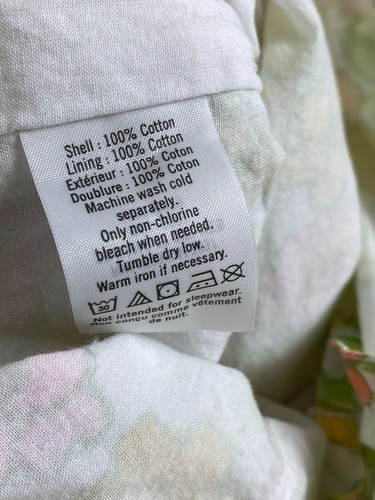 Shell : 100% Cotton
Lining : 100% Cotton
Extérieur : 100% Coton
Doublure : 100% Coton
Machine wash cold
separately.
Only non-chlorine
bleach when needed.
Tumble dry low.
Warm iron if necessary.
30
Not intended for sleepwear.
Non conçu comme vêtement
de nuit.